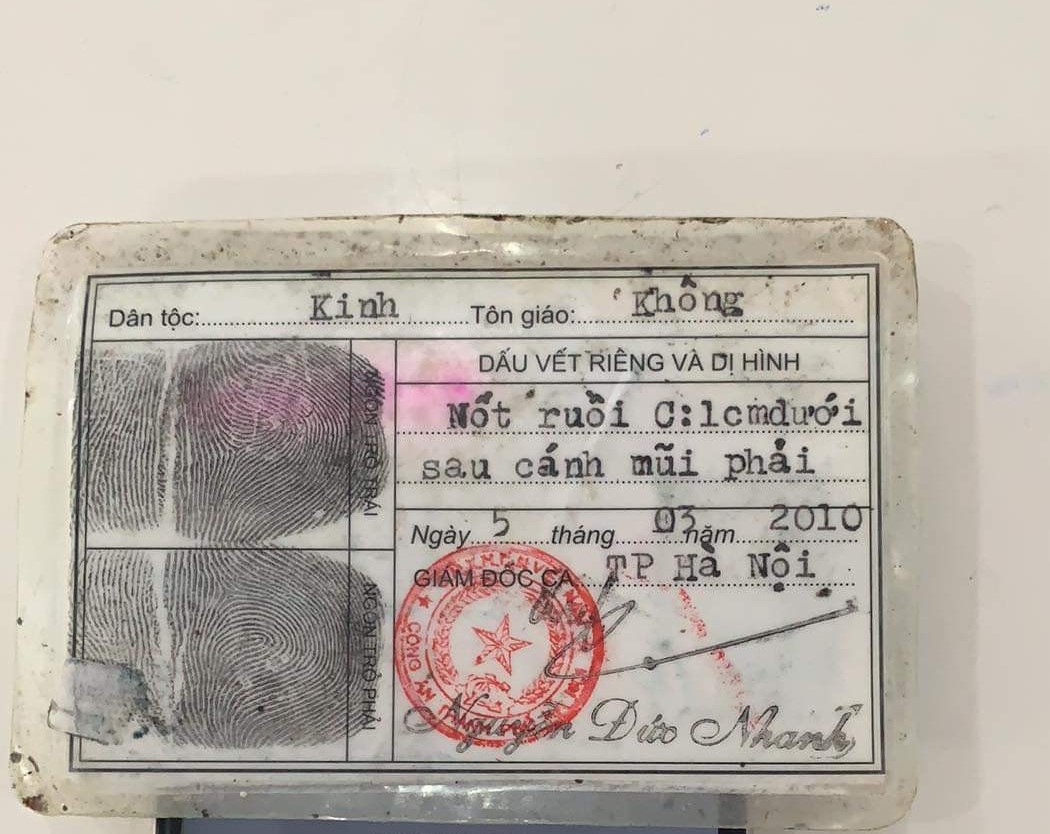 Dân tộc: Kinh Tôn giáo: Không
DẤU VẾT RIÊNG VÀ DỊ HÌNH
Nốt ruồi C:1cmdưới
sau cánh mũi phải
NGÓN TRỎ TRÁI
Ngày 5 tháng 03 năm 2010
GIÁM ĐỐC CA TP Hà Nội
NGÓN TRỎ PHẢI
Nguyễn Đức Nhanh